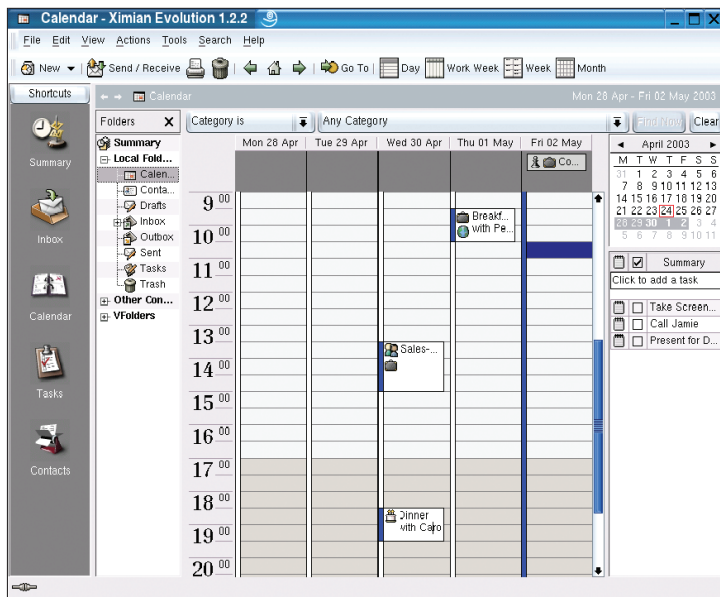 Calendar - Ximian Evolution 1.2.2
File Edit View Actions Tools Search Help
New Send / Receive Go To Day Work Week Week Month
Shortcuts
Calendar
Mon 28 Apr - Fri 02 May 2003
Folders X
Category is
Any Category
Find Now
Clear
Summary
Inbox
Calendar
Tasks
Contacts
Summary
Local Fold...
Calen...
Conta...
Drafts
Inbox
Outbox
Sent
Tasks
Trash
Other Con...
VFolders
Mon 28 Apr Tue 29 Apr Wed 30 Apr Thu 01 May Fri 02 May
Co...
9 00
10 00
11 00
12 00
13 00
14 00
15 00
16 00
17 00
18 00
19 00
20 00
Breakf...
with Pe...
Sales-...
Dinner
with Caro
April 2003
M T W T F S S
31 1 2 3 4 5 6
7 8 9 10 11 12 13
14 15 16 17 18 19 20
21 22 23 24 25 26 27
28 29 30 1 2 3 4
5 6 7 8 9 10 11
Summary
Click to add a task
Take Screen...
Call Jamie
Present for D...